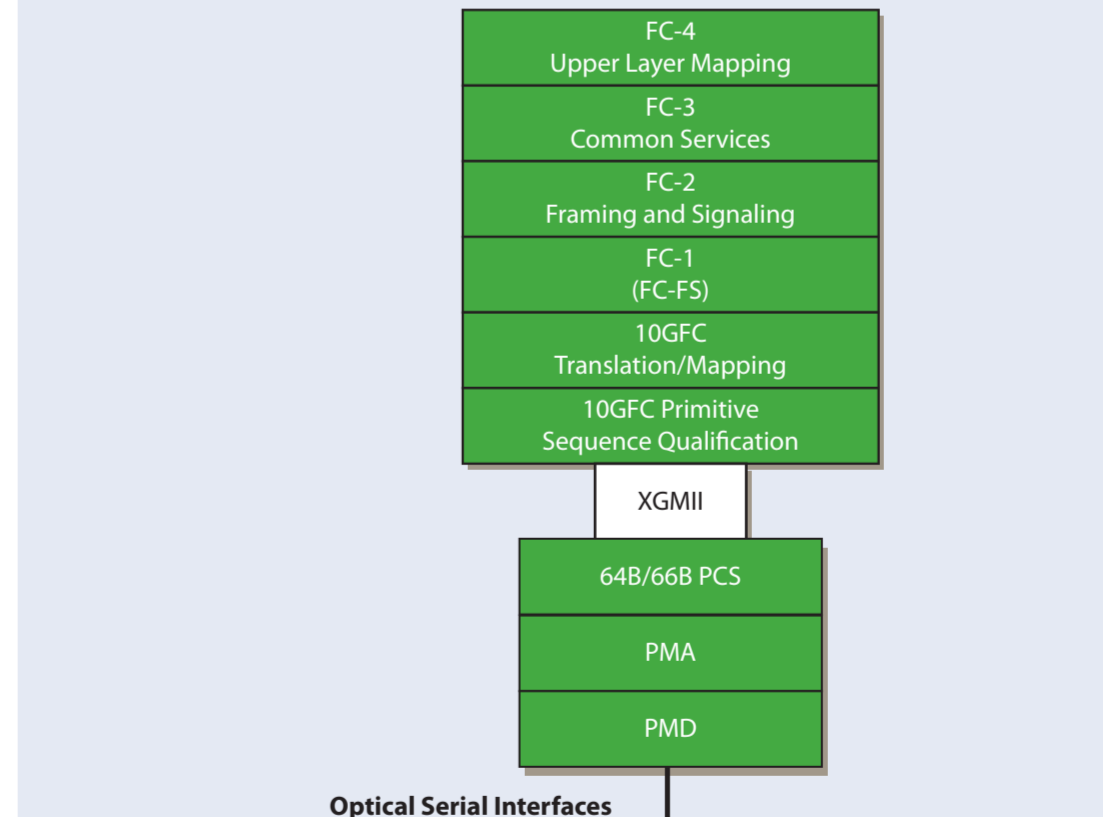 FC-4
Upper Layer Mapping
FC-3
Common Services
FC-2
Framing and Signaling
FC-1
(FC-FS)
10GFC
Translation/Mapping
10GFC Primitive
Sequence Qualification
XGMII
64B/66B PCS
PMA
PMD
Optical Serial Interfaces